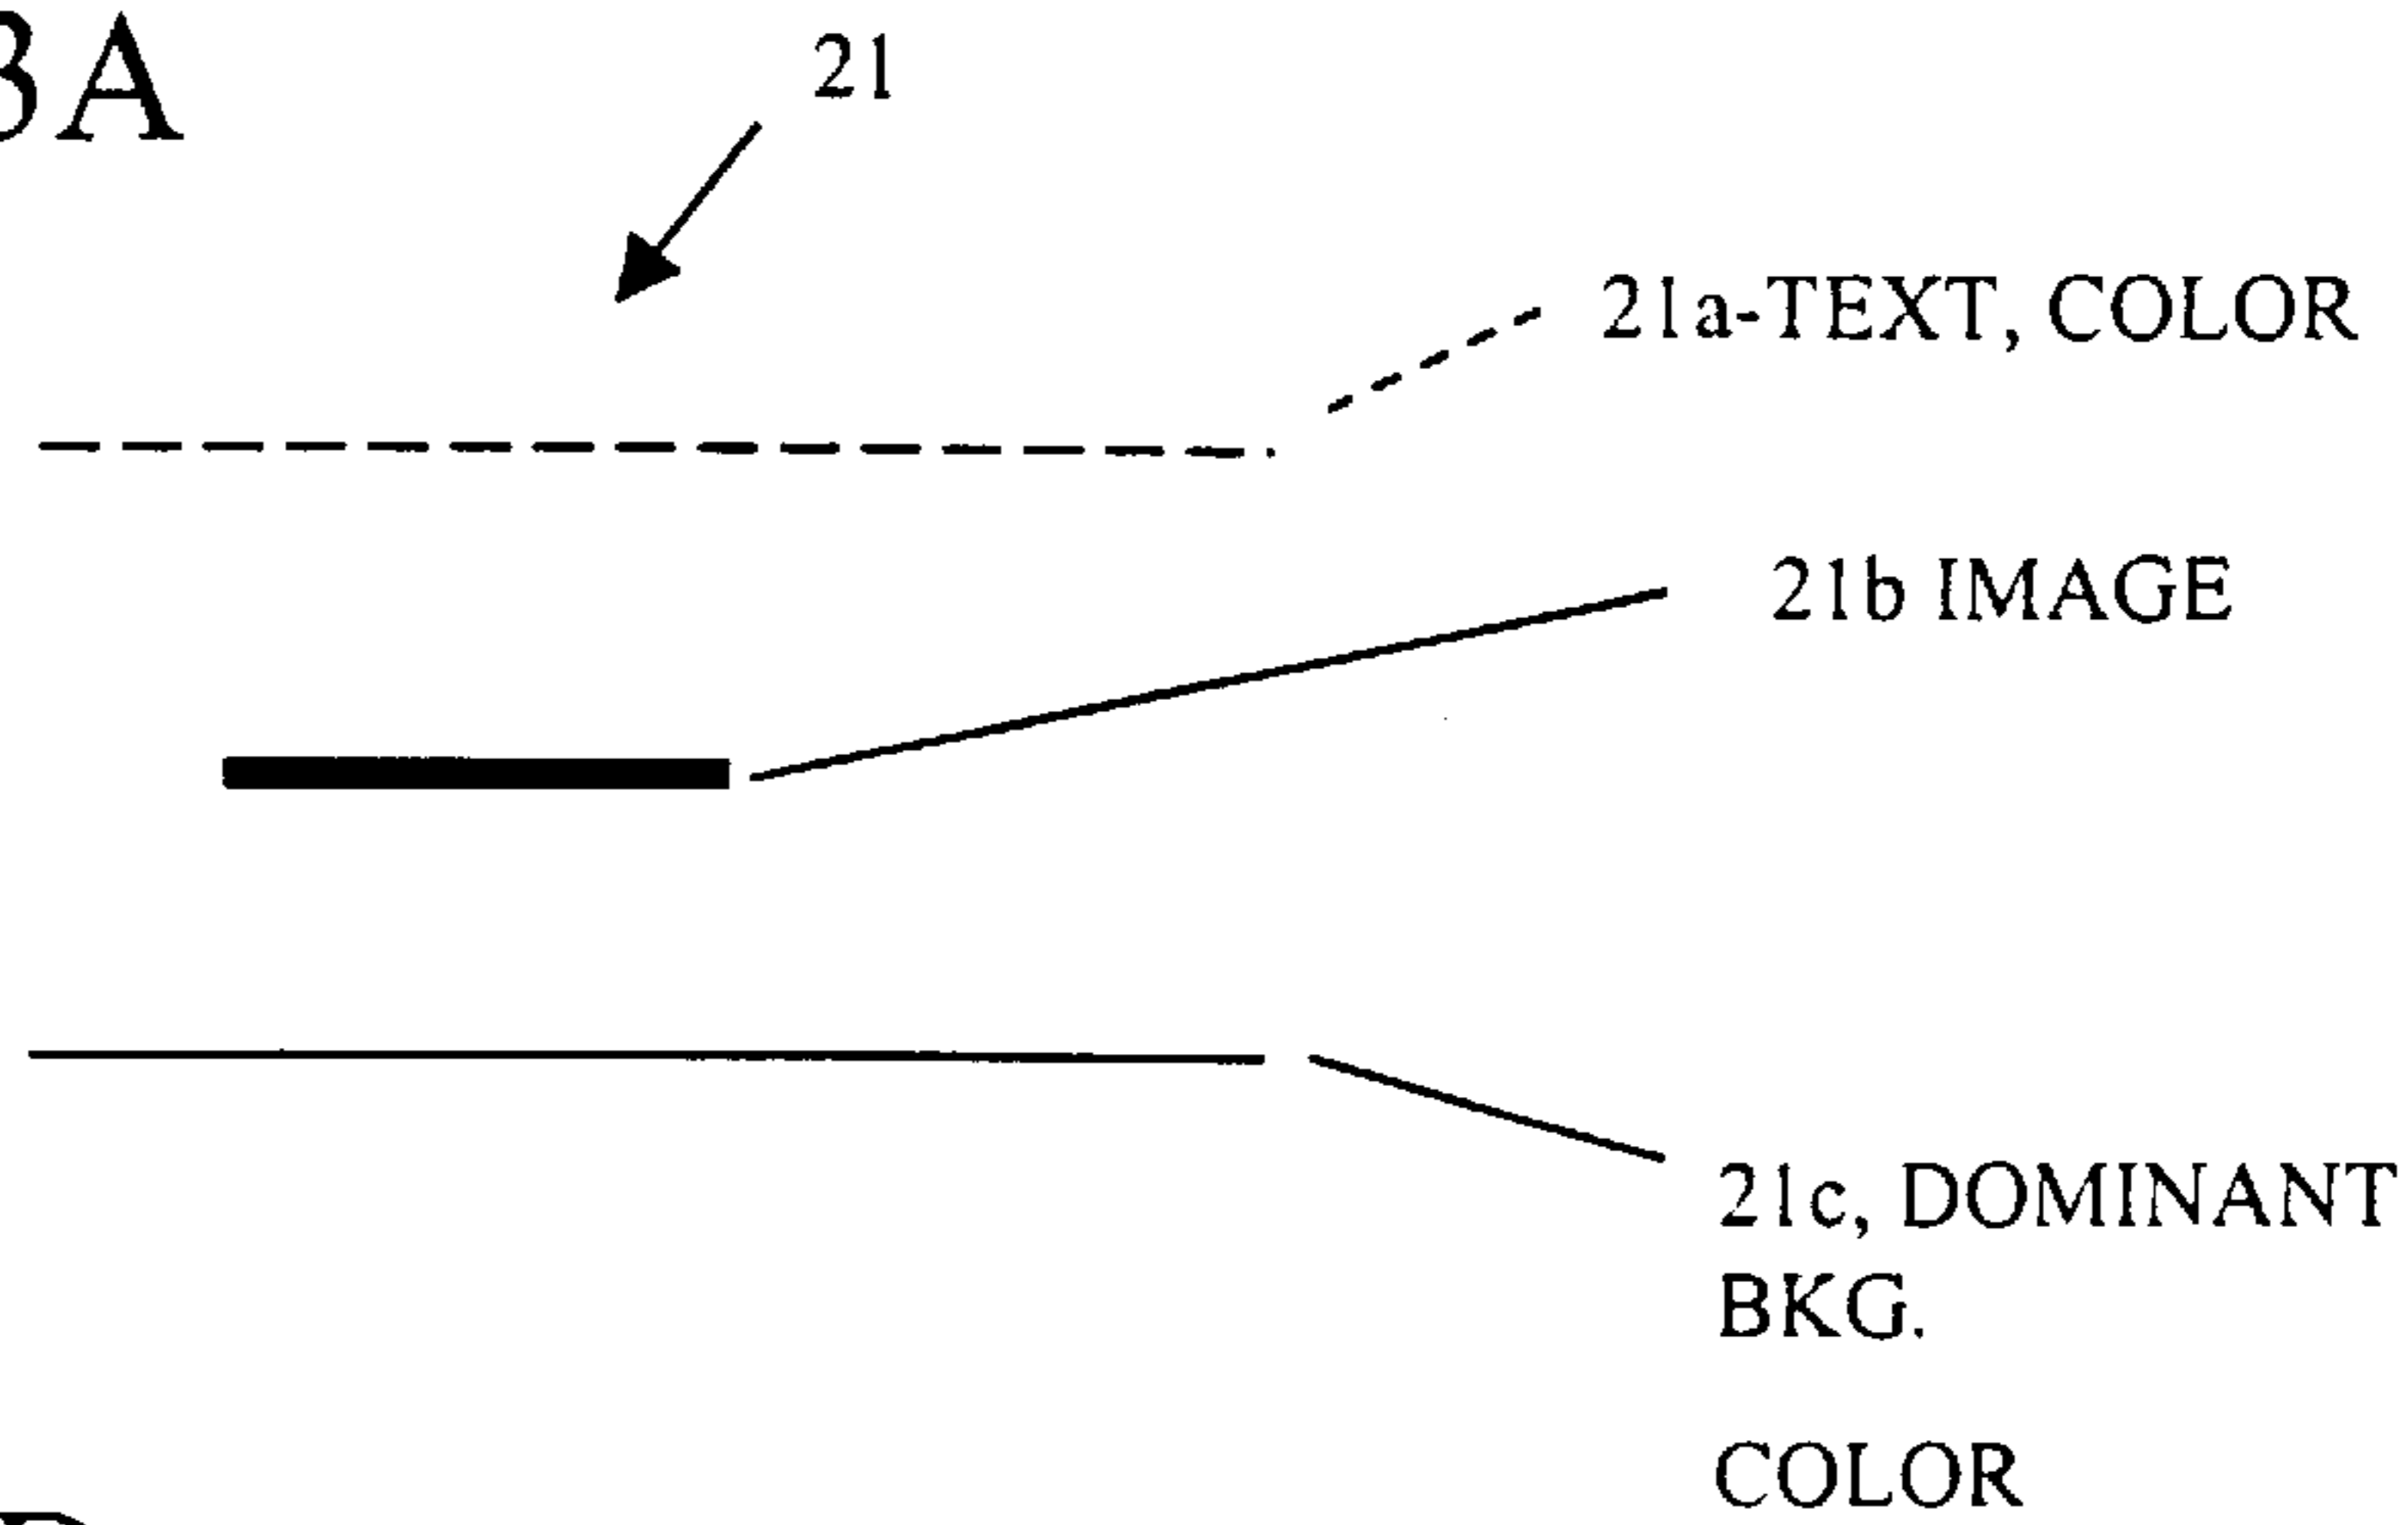 3A
21
21a-TEXT, COLOR
21b IMAGE
21c, DOMINANT
BKG.
COLOR